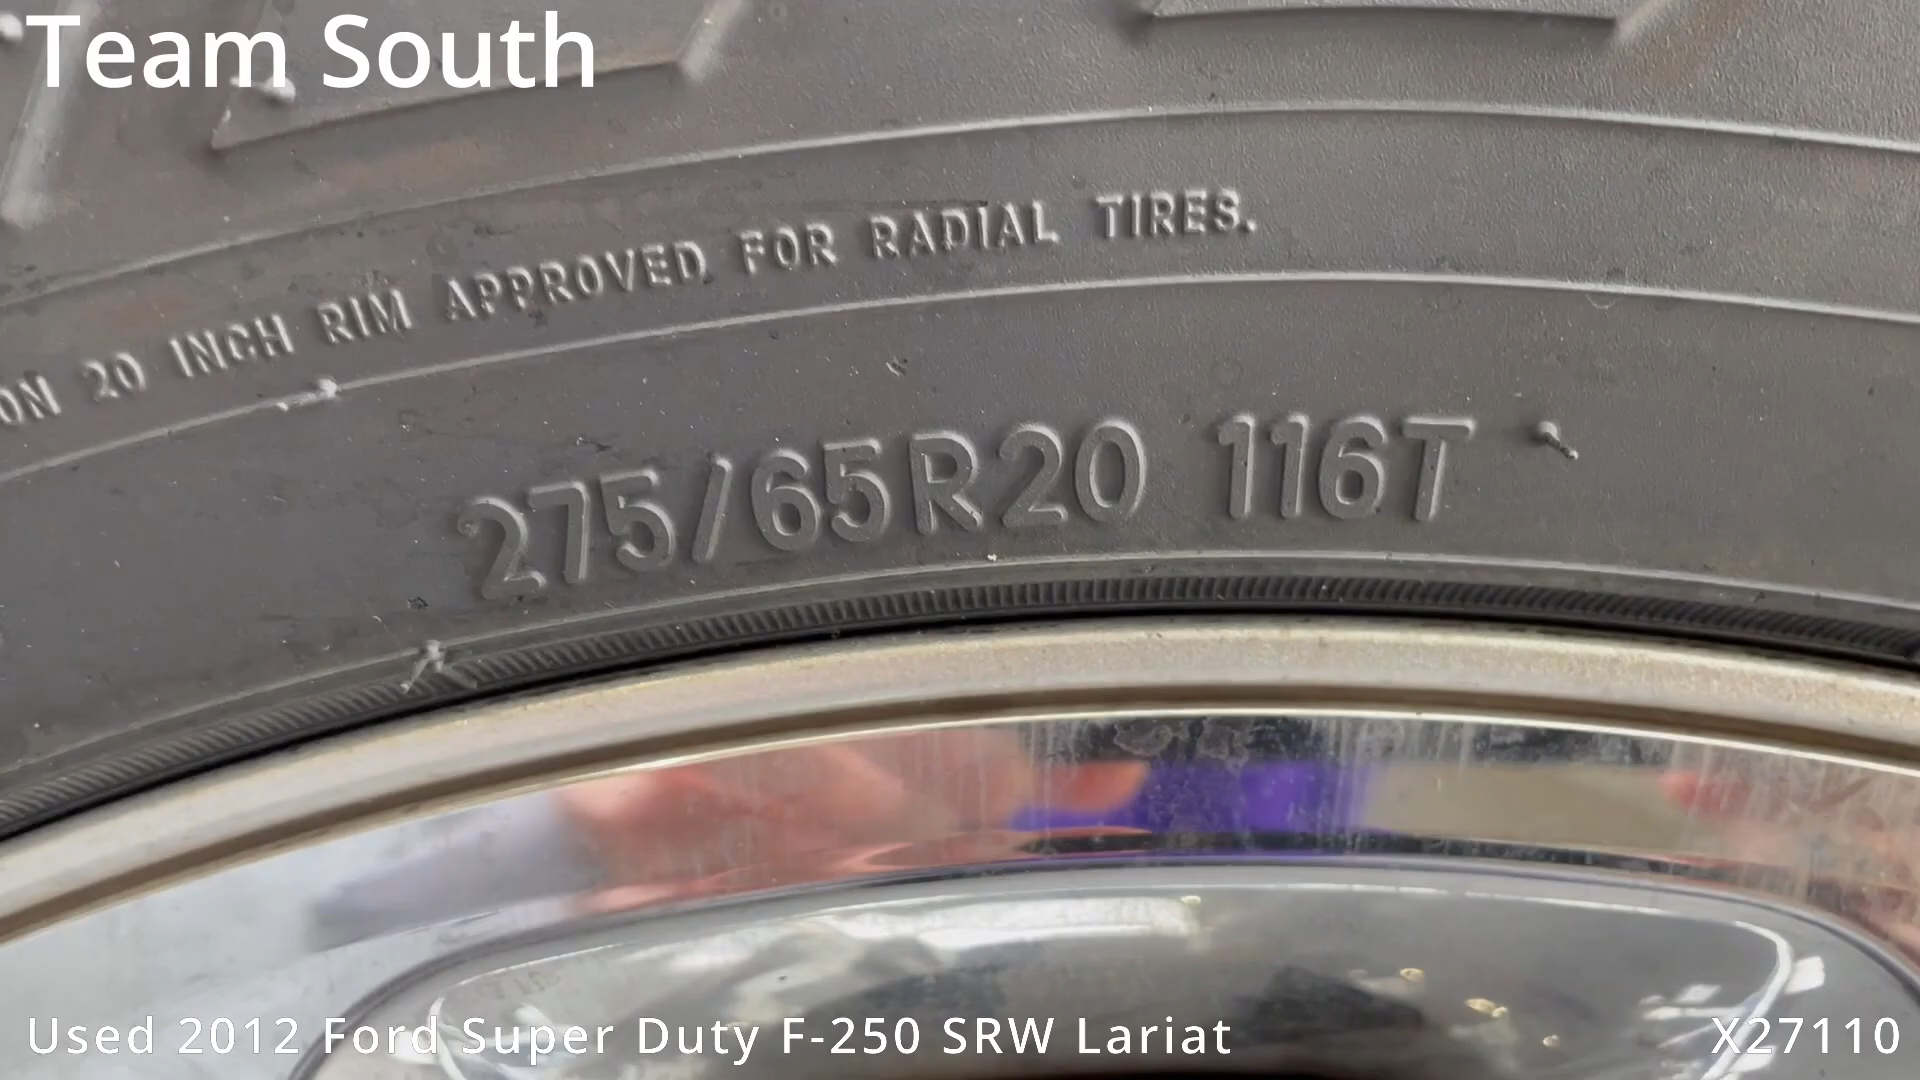 Team South
ON 20 INCH RIM APPROVED FOR RADIAL TIRES.
275/65R20 116T
Used 2012 Ford Super Duty F-250 SRW Lariat
X27110